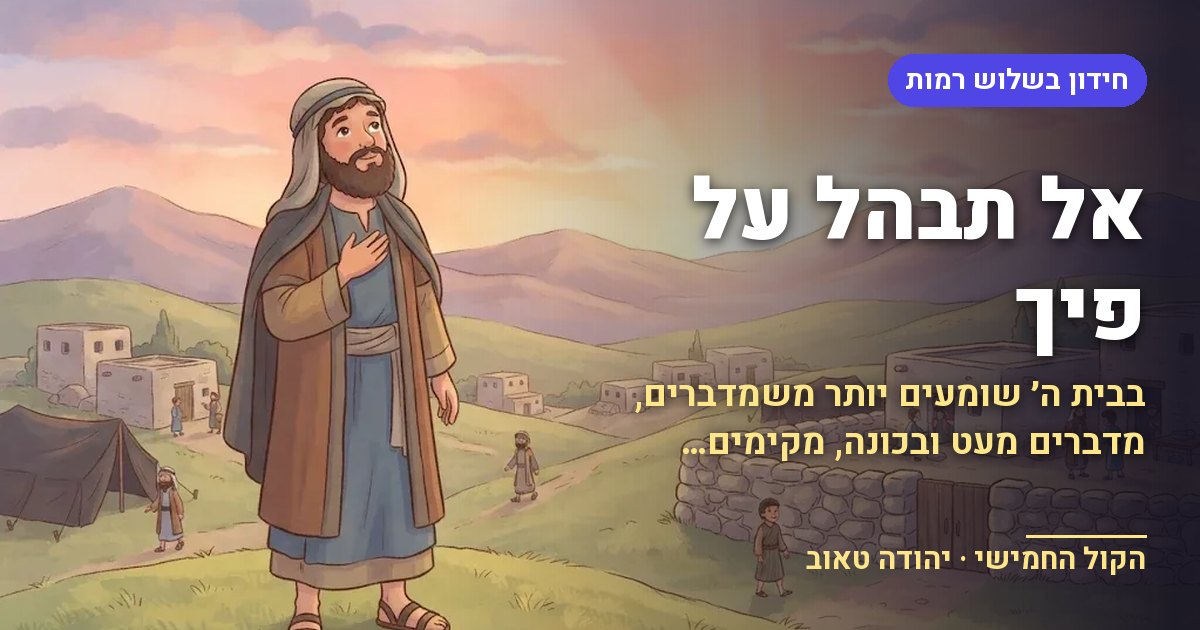 חידון בשלוש רמות
אל תבהל על
פיך
בבית ה׳ שומעים יותר משמדברים,
מדברים מעט ובכונה, מקימים...
הקול החמישי · יהודה טאוב